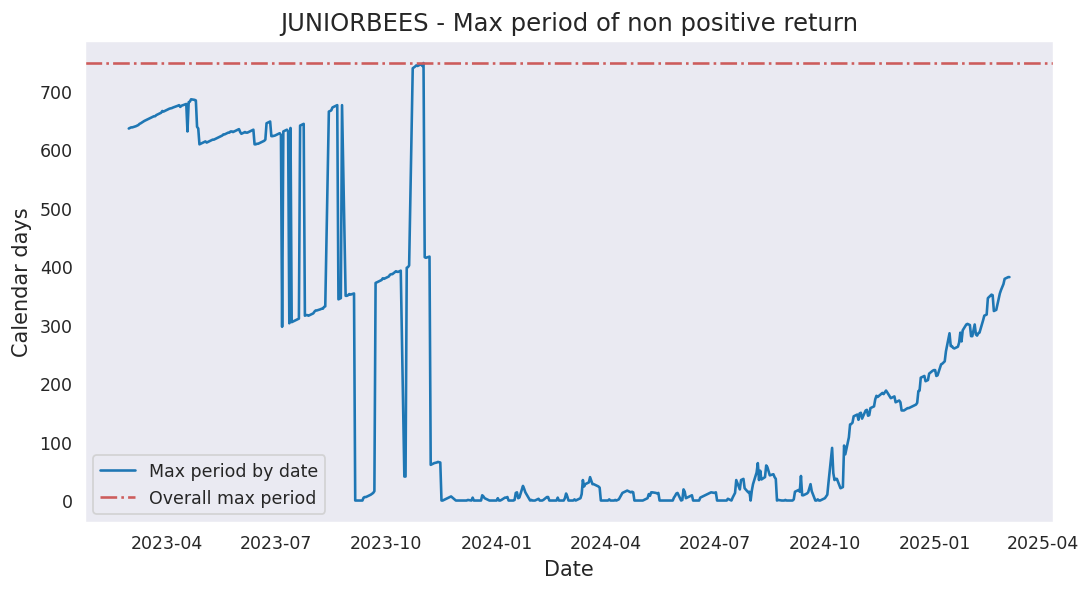 JUNIORBEES - Max period of non positive return
Calendar days
700
600
500
400
300
200
100
0
Max period by date
Overall max period
2023-04 2023-07 2023-10 2024-01 2024-04 2024-07 2024-10 2025-01 2025-04
Date